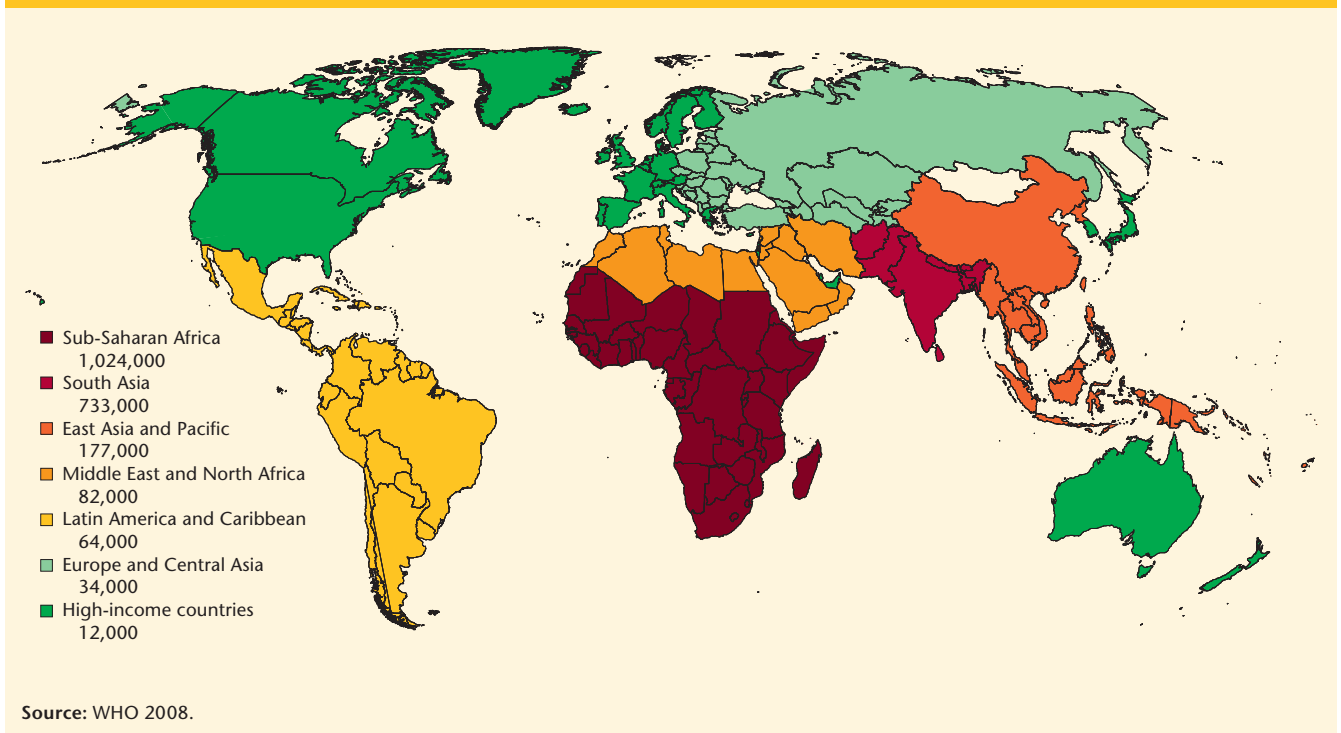 Sub-Saharan Africa
1,024,000
South Asia
733,000
East Asia and Pacific
177,000
Middle East and North Africa
82,000
Latin America and Caribbean
64,000
Europe and Central Asia
34,000
High-income countries
12,000
Source: WHO 2008.